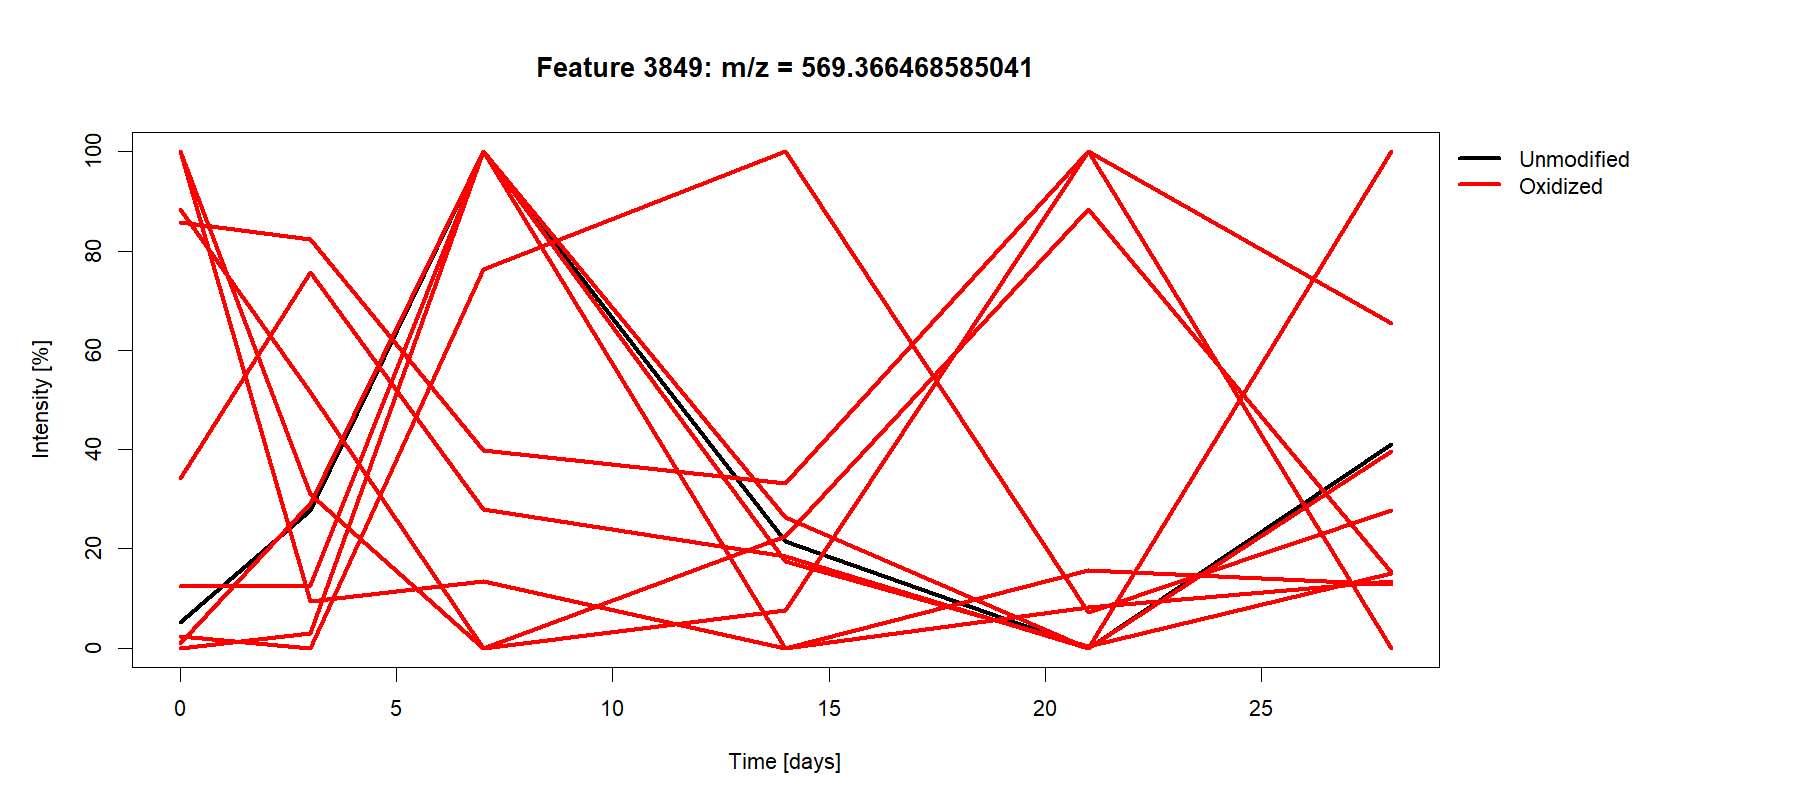 Feature 3849: m/z = 569.366468585041
Unmodified
Oxidized
Intensity [%]
100
80
60
40
20
0
0 5 10 15 20 25
Time [days]